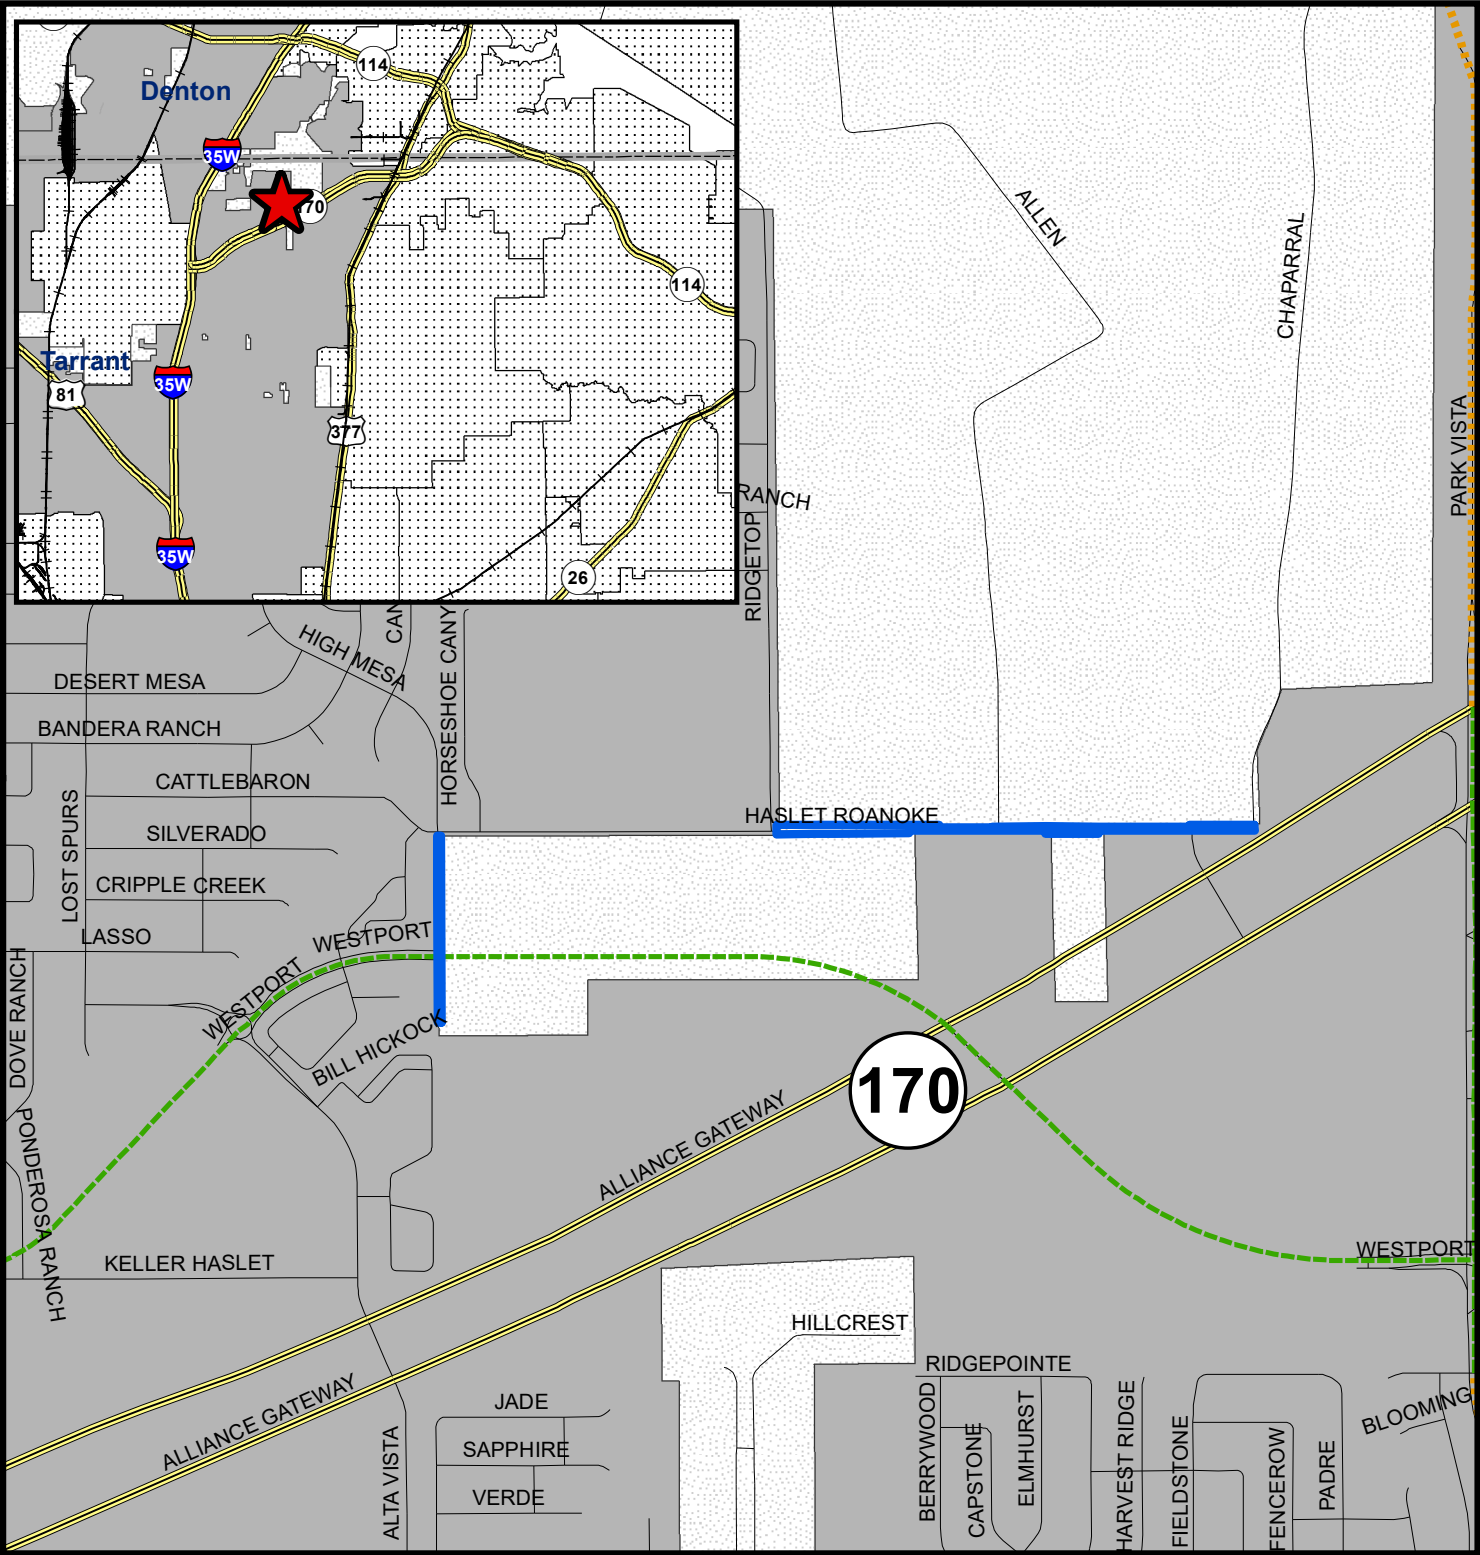 114
Denton
35W
170
114
Tarrant
81
35W
377
35W
26
ALLEN
CHAPARRAL
PARK VISTA
RANCH
RIDGETOP
CAN
HORSESHOE CANY
HIGH MESA
DESERT MESA
BANDERA RANCH
CATTLEBARON
LOST SPURS
SILVERADO
HASLET ROANOKE
CRIPPLE CREEK
LASSO
WESTPORT
WESTPORT
DOVE RANCH
BILL HICKOCK
170
ALLIANCE GATEWAY
PONDEROSA RANCH
KELLER HASLET
WESTPORT
HILLCREST
RIDGEPOINTE
ALLIANCE GATEWAY
JADE
SAPPHIRE
VERDE
ALTA VISTA
BERRYWOOD
CAPSTONE
ELMHURST
HARVEST RIDGE
FIELDSTONE
FENCEROW
PADRE
BLOOMING